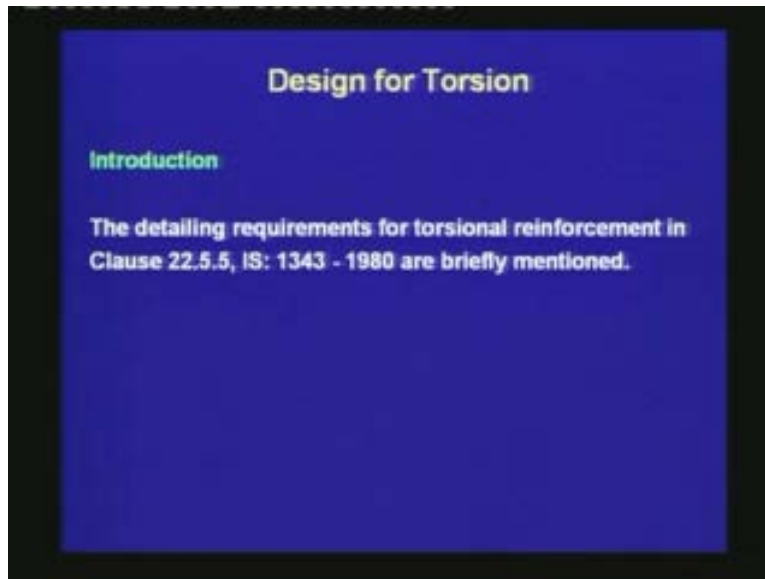 Design for Torsion
Introduction
The detailing requirements for torsional reinforcement in
Clause 22.5.5, IS: 1343 - 1980 are briefly mentioned.